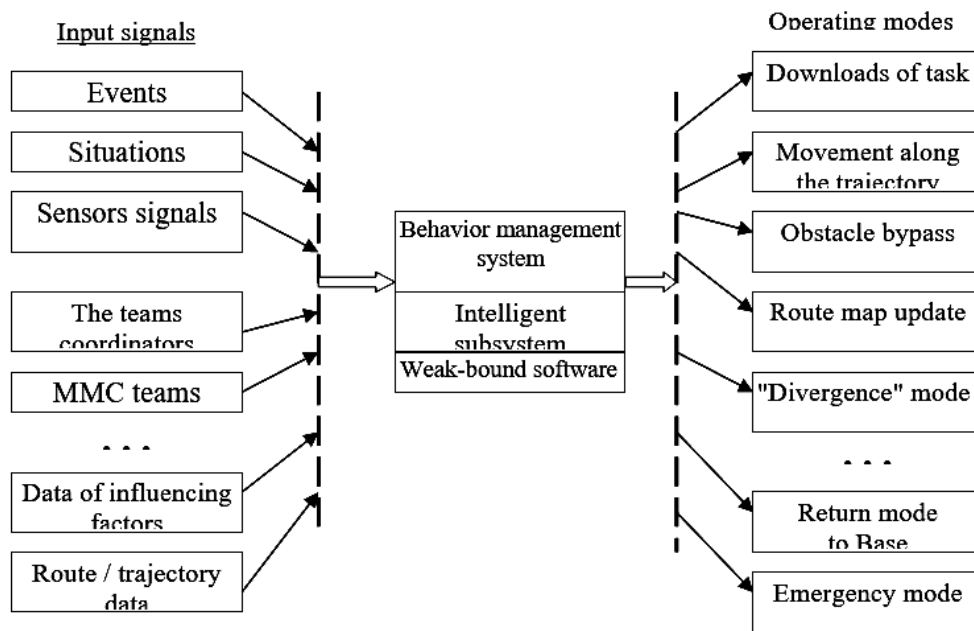 Input signals
Events
Situations
Sensors signals
The teams
coordinators
MMC teams
. . .
Data of influencing
factors
Route / trajectory
data
Behavior management
system
Intelligent
subsystem
Weak-bound software
Operating modes
Downloads of task
Movement along
the trajectory
Obstacle bypass
Route map update
"Divergence" mode
. . .
Return mode
to Base
Emergency mode